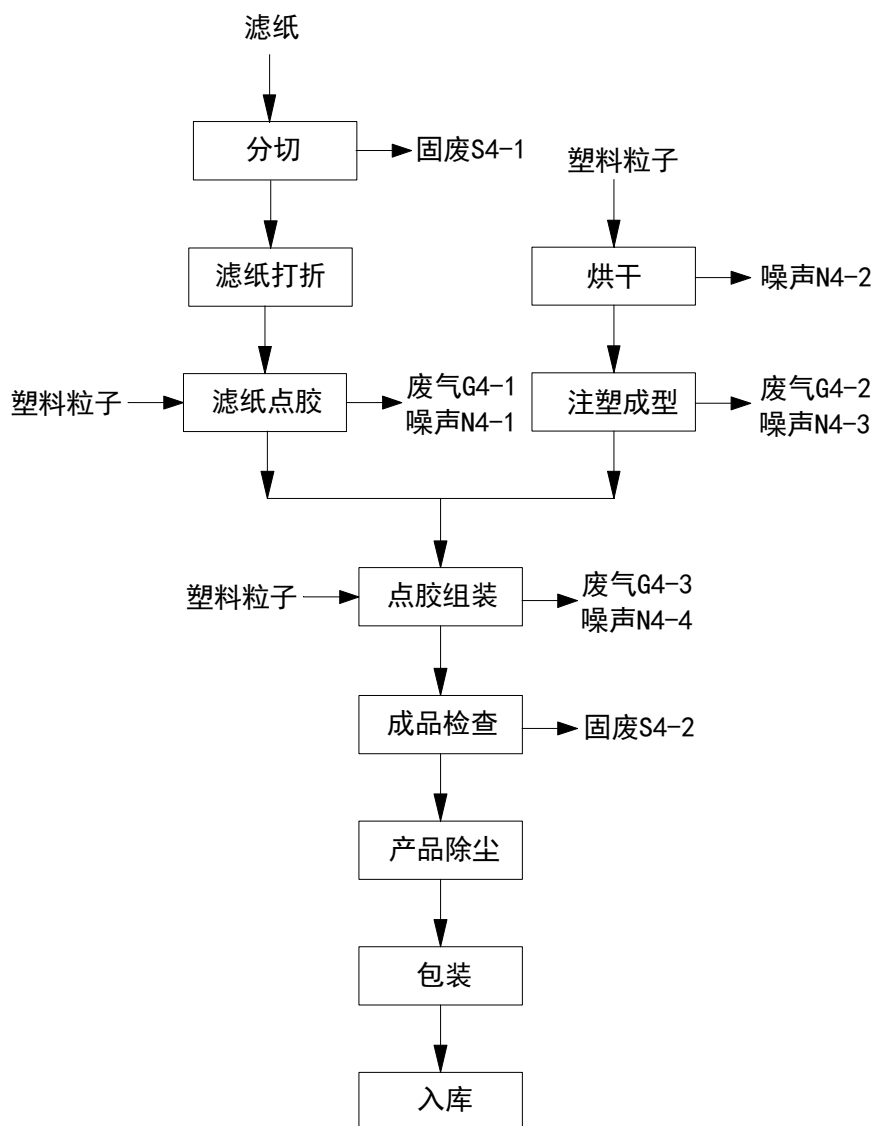 滤纸
分切
固废S4-1
塑料粒子
滤纸打折
烘干
噪声N4-2
塑料粒子
滤纸点胶
废气G4-1
噪声N4-1
注塑成型
废气G4-2
噪声N4-3
塑料粒子
点胶组装
废气G4-3
噪声N4-4
成品检查
固废S4-2
产品除尘
包装
入库